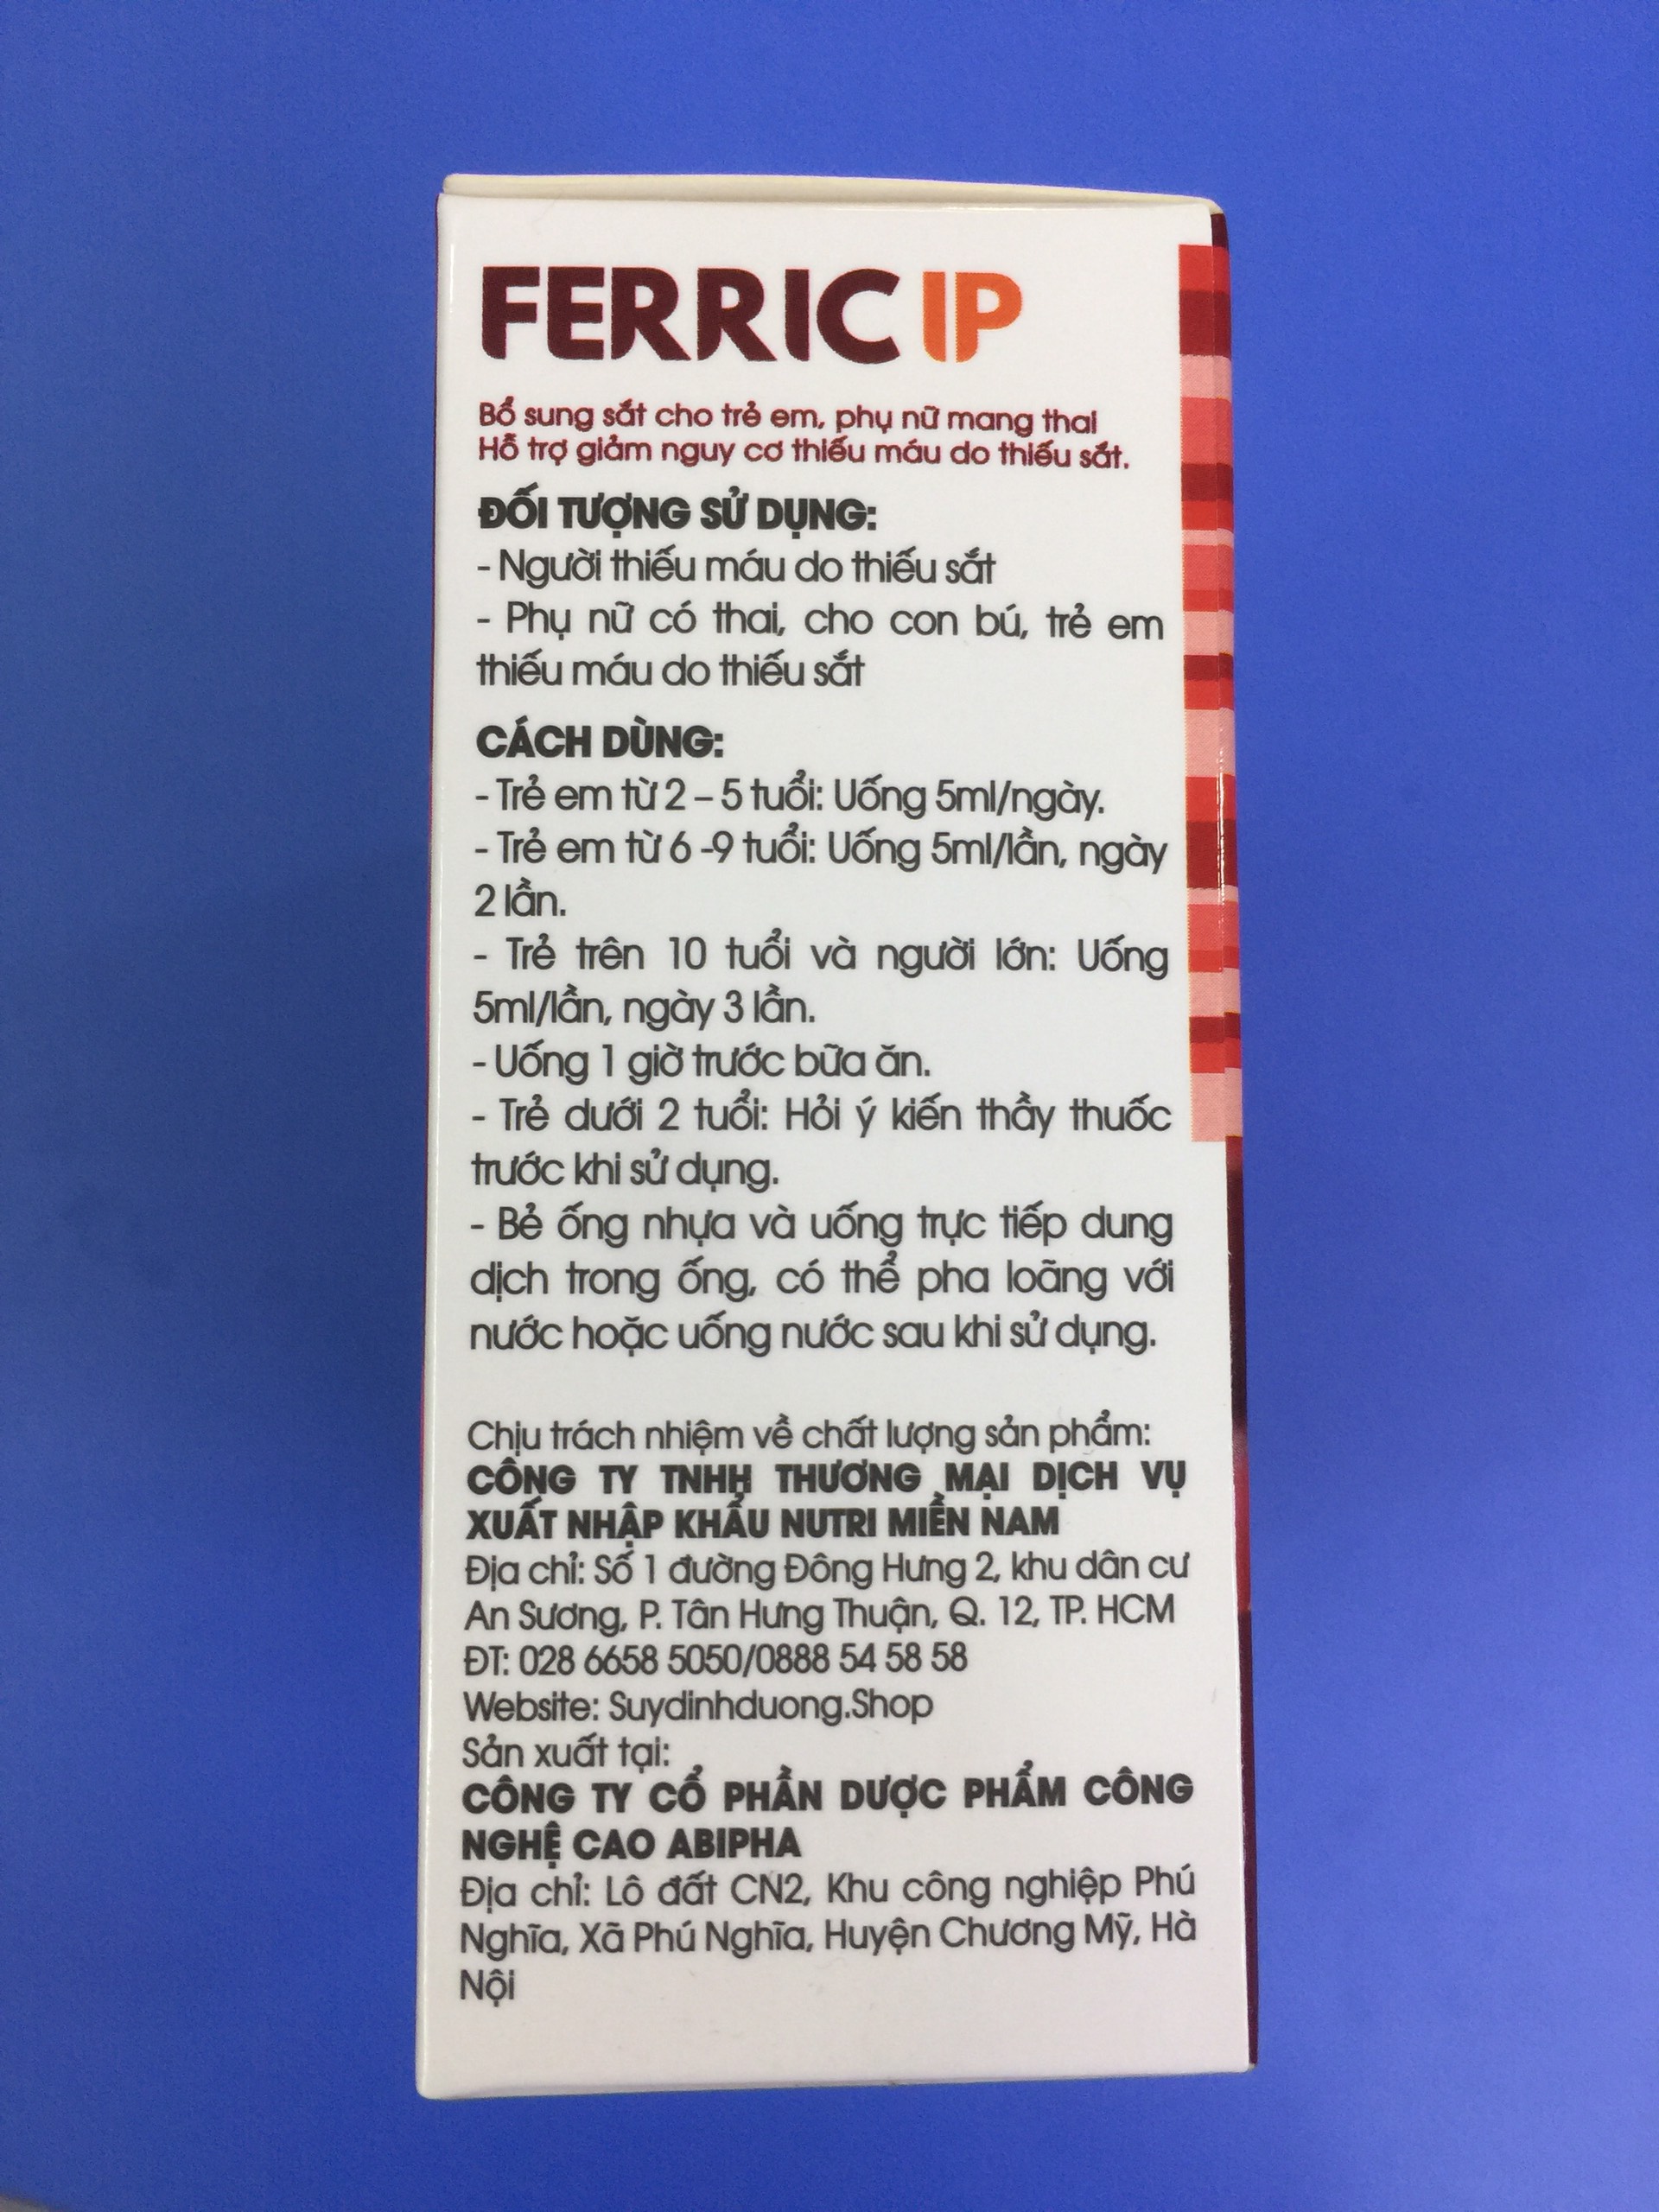 FERRIC IP
Bổ sung sắt cho trẻ em, phụ nữ mang thai
Hỗ trợ giảm nguy cơ thiếu máu do thiếu sắt.
ĐỐI TƯỢNG SỬ DỤNG:
- Người thiếu máu do thiếu sắt
- Phụ nữ có thai, cho con bú, trẻ em
thiếu máu do thiếu sắt
CÁCH DÙNG:
- Trẻ em từ 2 – 5 tuổi: Uống 5ml/ngày.
- Trẻ em từ 6 -9 tuổi: Uống 5ml/lần, ngày
2 lần.
- Trẻ trên 10 tuổi và người lớn: Uống
5ml/lần, ngày 3 lần.
- Uống 1 giờ trước bữa ăn.
- Trẻ dưới 2 tuổi: Hỏi ý kiến thầy thuốc
trước khi sử dụng.
- Bẻ ống nhựa và uống trực tiếp dung
dịch trong ống, có thể pha loãng với
nước hoặc uống nước sau khi sử dụng.
Chịu trách nhiệm về chất lượng sản phẩm:
CÔNG TY TNHH THƯƠNG MẠI DỊCH VỤ
XUẤT NHẬP KHẨU NUTRI MIỀN NAM
Địa chỉ: Số 1 đường Đông Hưng 2, khu dân cư
An Sương, P. Tân Hưng Thuận, Q. 12, TP. HCM
ĐT: 028 6658 5050/0888 54 58 58
Website: Suydinhduong.Shop
Sản xuất tại:
CÔNG TY CỔ PHẦN DƯỢC PHẨM CÔNG
NGHỆ CAO ABIPHA
Địa chỉ: Lô đất CN2, Khu công nghiệp Phú
Nghĩa, Xã Phú Nghĩa, Huyện Chương Mỹ, Hà
Nội